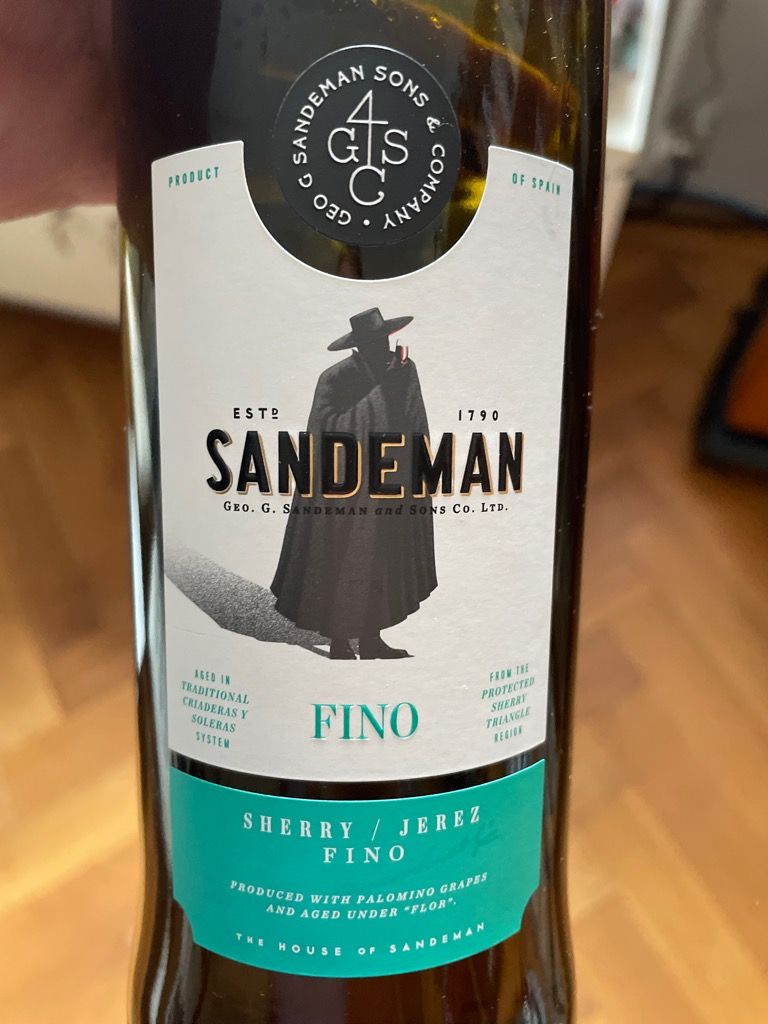 GEO G SANDEMAN SONS & COMPANY •
4
G S
C
PRODUCT
OF SPAIN
ESTD
1790
SANDEMAN
GEO. G. SANDEMAN and SONS CO. LTD.
AGED IN
TRADITIONAL
CRIADERAS Y
SOLERAS
SYSTEM
FROM THE
PROTECTED
SHERRY
TRIANGLE
REGION
FINO
SHERRY / JEREZ
FINO
PRODUCED WITH PALOMINO GRAPES
AND AGED UNDER "FLOR".
THE HOUSE OF SANDEMAN